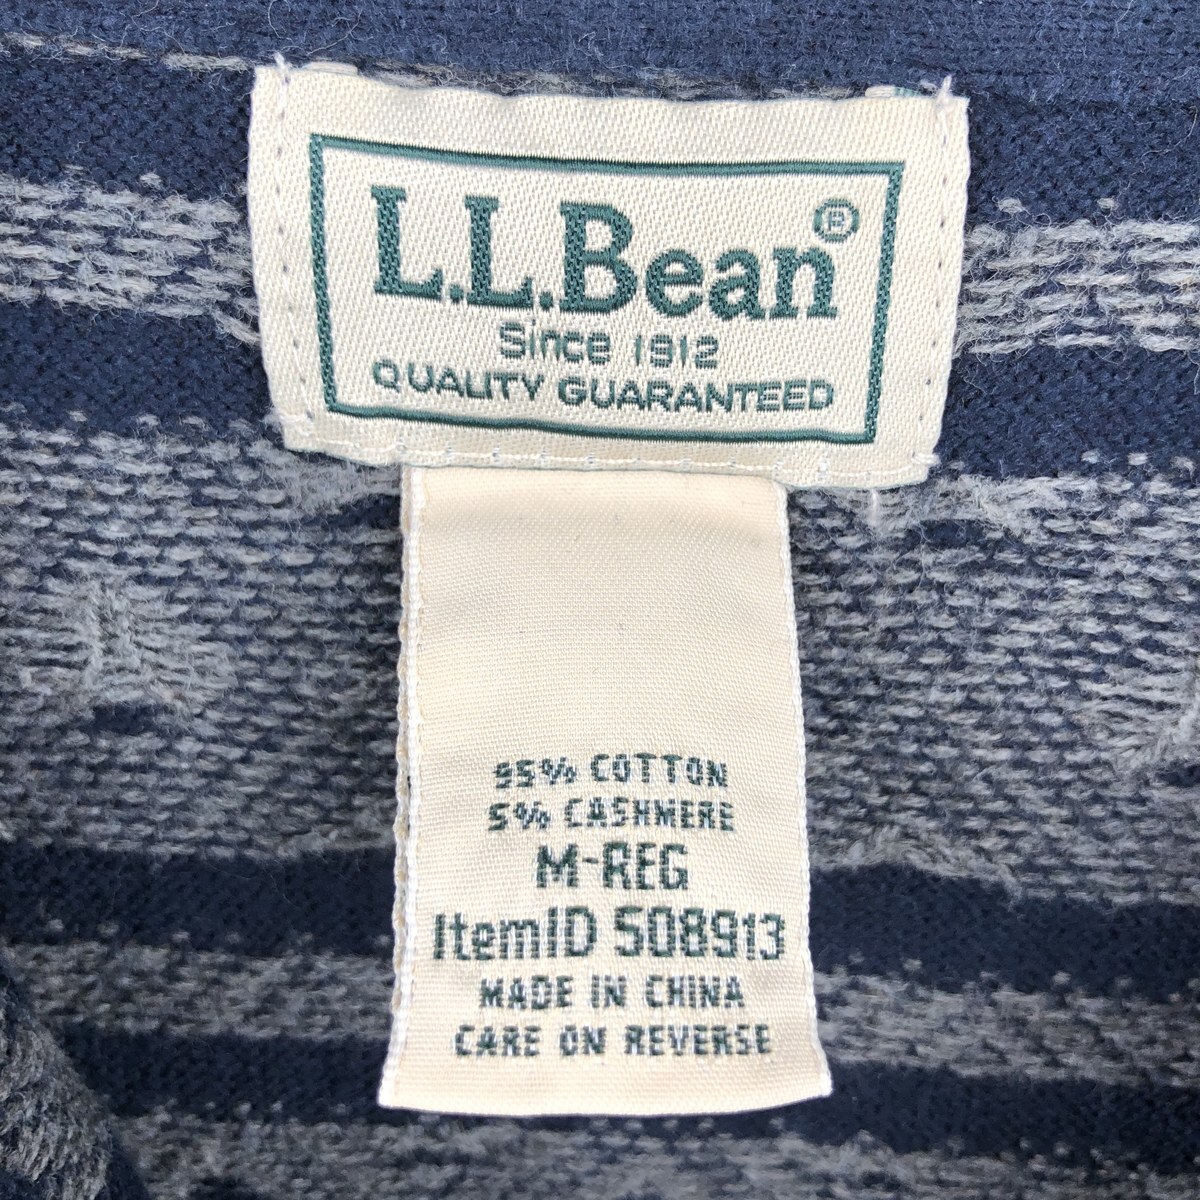 L.L.Bean®
Since 1912
QUALITY GUARANTEED
95% COTTON
5% CASHMERE
M-REG
ItemID 508913
MADE IN CHINA
CARE ON REVERSE